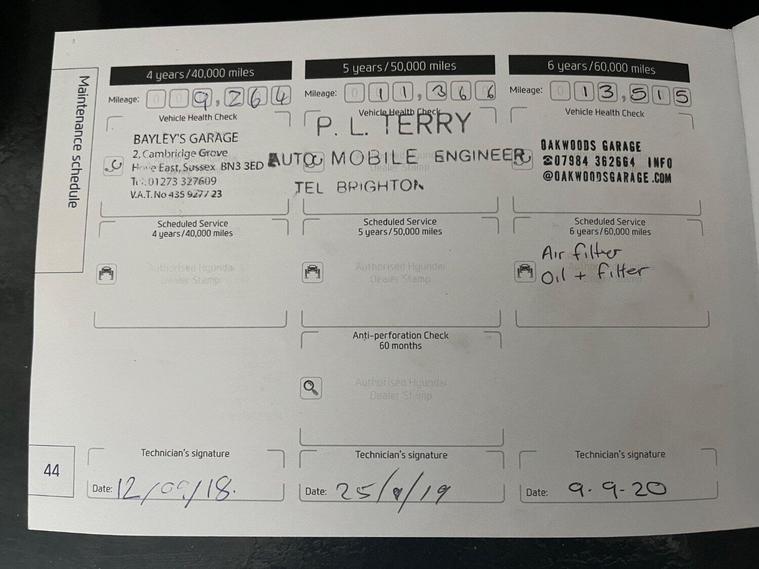 Maintenance schedule
4 years/40,000 miles
Mileage: 009,264
Vehicle Health Check
BAYLEY'S GARAGE
2, Cambridge Grove
Hove East, Sussex BN3 3ED
Tel: 01273 327609
V.A.T. No 435 9277 23
Scheduled Service
4 years/40,000 miles
Authorised Hyundai
Dealer Stamp
Technician's signature
Date: 12/09/18.
5 years/50,000 miles
Mileage: 011,366
Vehicle Health Check
P. L. TERRY
AUTO MOBILE ENGINEER
TEL BRIGHTON
Scheduled Service
5 years/50,000 miles
Authorised Hyundai
Dealer Stamp
Anti-perforation Check
60 months
Authorised Hyundai
Dealer Stamp
Technician's signature
Date: 25/9/19
6 years/60,000 miles
Mileage: 013,515
Vehicle Health Check
OAKWOODS GARAGE
☎07984 362664 INFO
@OAKWOODSGARAGE.COM
Scheduled Service
6 years/60,000 miles
Air filter
Oil + filter
Technician's signature
Date: 9-9-20
44